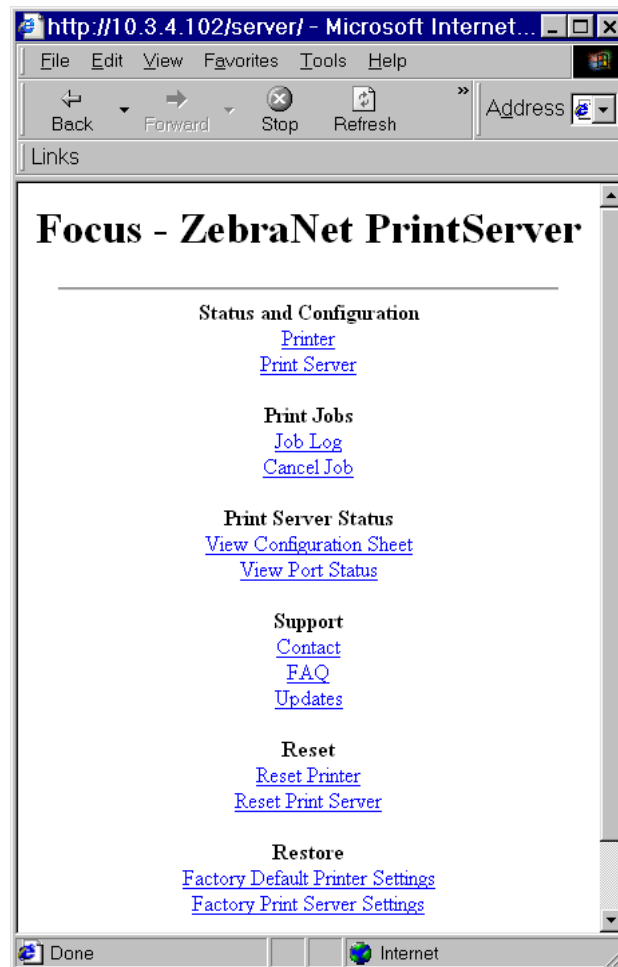 http://10.3.4.102/server/ - Microsoft Internet...
File Edit View Favorites Tools Help
Back Forward Stop Refresh » Address
Links
Focus - ZebraNet PrintServer
Status and Configuration
Printer
Print Server
Print Jobs
Job Log
Cancel Job
Print Server Status
View Configuration Sheet
View Port Status
Support
Contact
FAQ
Updates
Reset
Reset Printer
Reset Print Server
Restore
Factory Default Printer Settings
Factory Print Server Settings
Done Internet